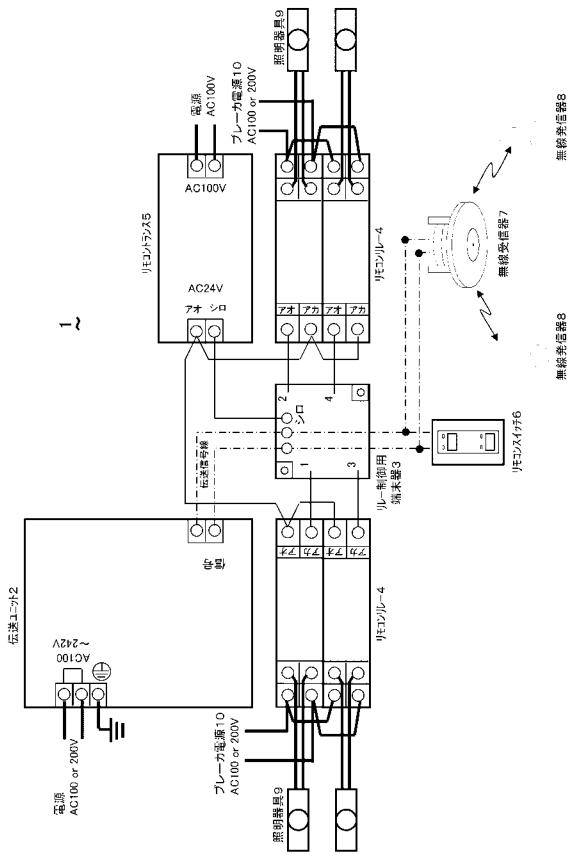 1
伝送ユニット2
電源
AC100 or 200V
AC100
～242V
信号
伝送信号線
リモコントランス5
AC24V
アオ シロ
AC100V
電源
AC100V
ブレーカ電源10
AC100 or 200V
照明器具9
アオ
アカ
アオ
アカ
リモコンリレー4
シロ
1
2
3
4
リレー制御用
端末器3
アオ
アカ
アオ
アカ
リモコンリレー4
ブレーカ電源10
AC100 or 200V
照明器具9
リモコンスイッチ6
無線受信器7
無線発信器8
無線発信器8